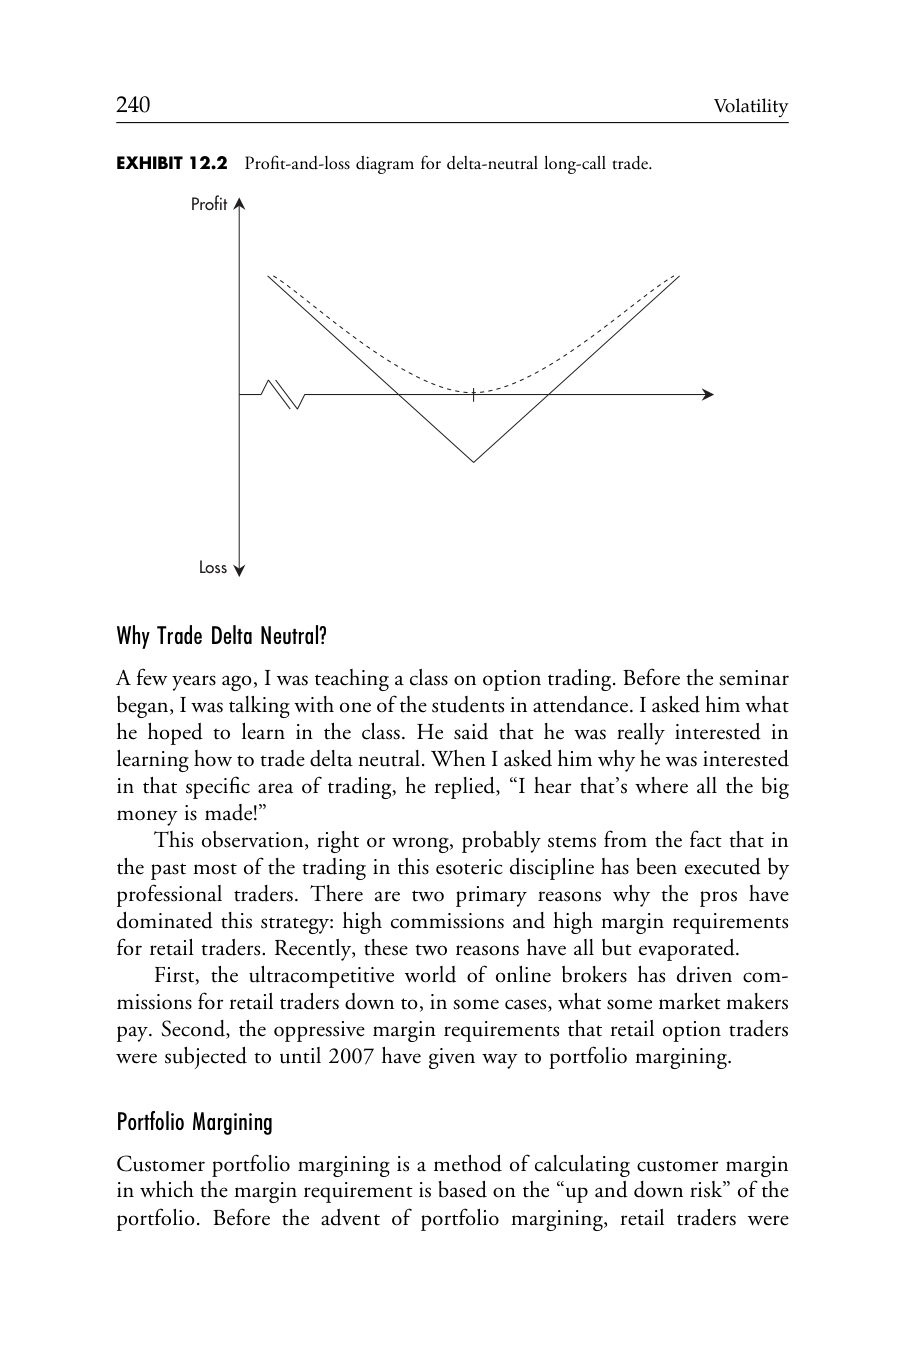 240
Volatility
EXHIBIT 12.2 Profit-and-loss diagram for delta-neutral long-call trade.
Profit
Loss
Why Trade Delta Neutral?
A few years ago, I was teaching a class on option trading. Before the seminar
began, I was talking with one of the students in attendance. I asked him what
he hoped to learn in the class. He said that he was really interested in
learning how to trade delta neutral. When I asked him why he was interested
in that specific area of trading, he replied, “I hear that’s where all the big
money is made!”
This observation, right or wrong, probably stems from the fact that in
the past most of the trading in this esoteric discipline has been executed by
professional traders. There are two primary reasons why the pros have
dominated this strategy: high commissions and high margin requirements
for retail traders. Recently, these two reasons have all but evaporated.
First, the ultracompetitive world of online brokers has driven com-
missions for retail traders down to, in some cases, what some market makers
pay. Second, the oppressive margin requirements that retail option traders
were subjected to until 2007 have given way to portfolio margining.
Portfolio Margining
Customer portfolio margining is a method of calculating customer margin
in which the margin requirement is based on the “up and down risk” of the
portfolio. Before the advent of portfolio margining, retail traders were